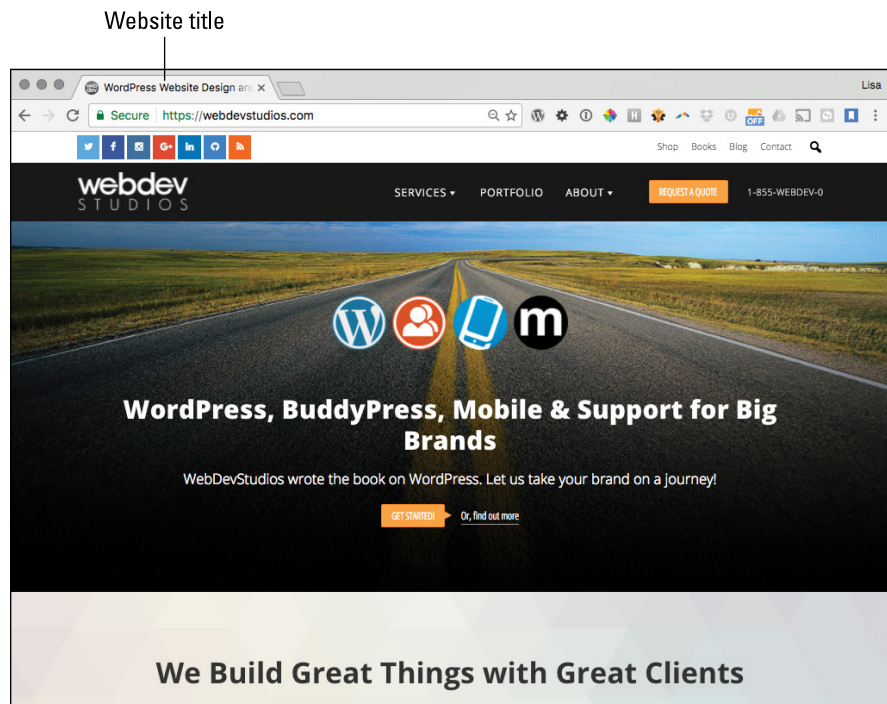 Website title
WordPress Website Design an
Lisa
Secure https://webdevstudios.com
OFF
f G+ in
Shop Books Blog Contact
webdev
STUDIOS
SERVICES PORTFOLIO ABOUT REQUEST A QUOTE 1-855-WEBDEV-0
W m
WordPress, BuddyPress, Mobile & Support for Big
Brands
WebDevStudios wrote the book on WordPress. Let us take your brand on a journey!
GET STARTED! Or, find out more
We Build Great Things with Great Clients